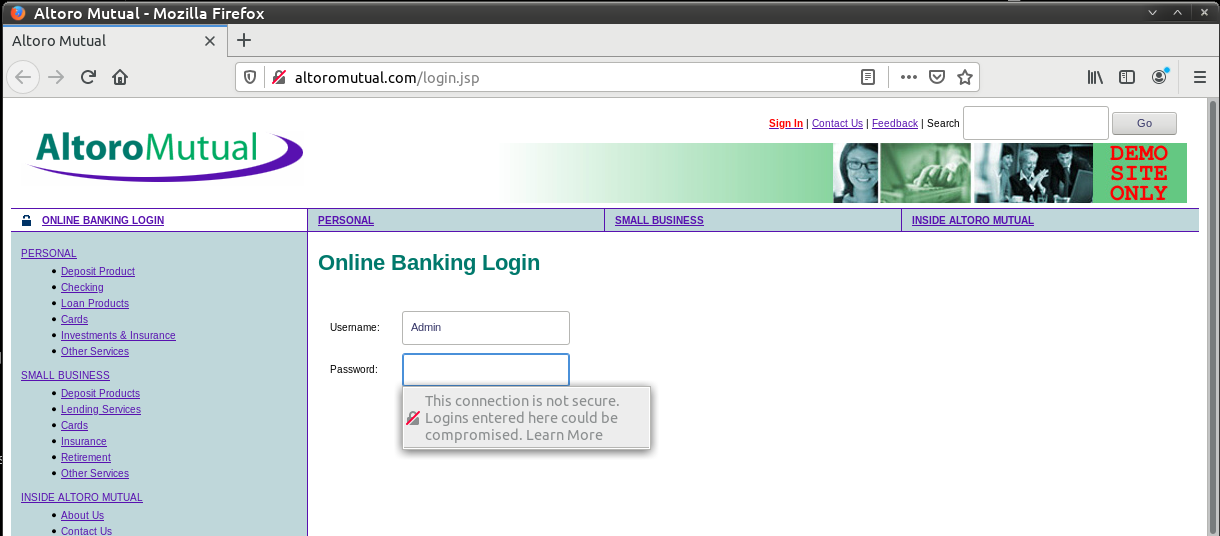 Altoro Mutual - Mozilla Firefox
Altoro Mutual
altoromutual.com/login.jsp
Sign In | Contact Us | Feedback | Search Go
AltoroMutual
DEMO
SITE
ONLY
ONLINE BANKING LOGIN PERSONAL SMALL BUSINESS INSIDE ALTORO MUTUAL
PERSONAL
Deposit Product
Checking
Loan Products
Cards
Investments & Insurance
Other Services
SMALL BUSINESS
Deposit Products
Lending Services
Cards
Insurance
Retirement
Other Services
INSIDE ALTORO MUTUAL
About Us
Contact Us
Online Banking Login
Username: Admin
Password:
This connection is not secure.
Logins entered here could be
compromised. Learn More